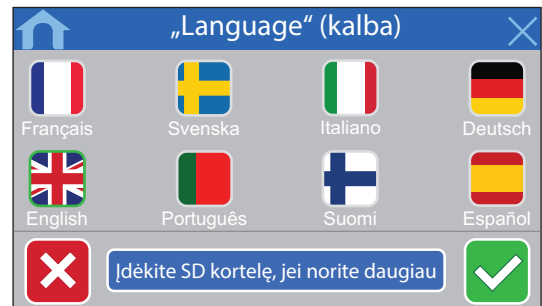 „Language“ (kalba)
Français Svenska Italiano Deutsch
English Português Suomi Español
Įdėkite SD kortelę, jei norite daugiau